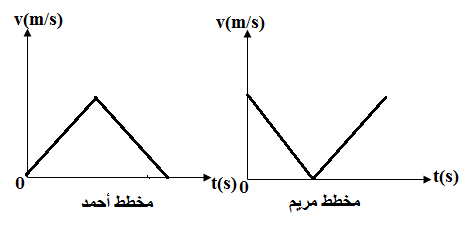 v(m/s)
0
t(s)
مخطط أحمد
v(m/s)
0
t(s)
مخطط مريم